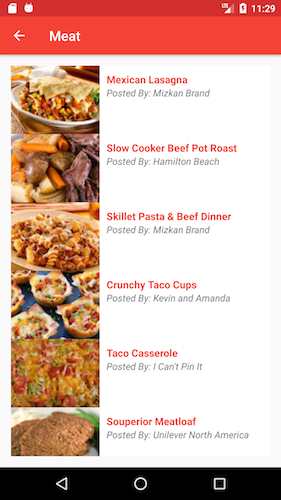 11:29
Meat
Mexican Lasagna
Posted By: Mizkan Brand
Slow Cooker Beef Pot Roast
Posted By: Hamilton Beach
Skillet Pasta & Beef Dinner
Posted By: Mizkan Brand
Crunchy Taco Cups
Posted By: Kevin and Amanda
Taco Casserole
Posted By: I Can't Pin It
Souperior Meatloaf
Posted By: Unilever North America